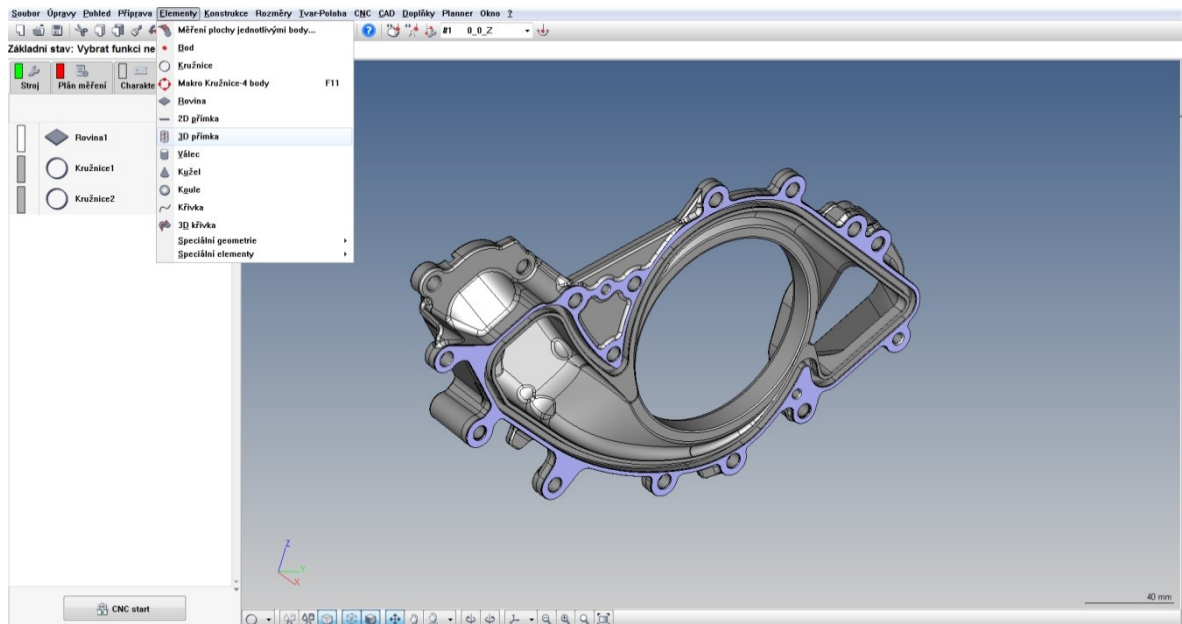 Soubor Úpravy Pohled Příprava Elementy Konstrukce Rozměry Tvar-Poloha CNC CAD Doplňky Planner Okno ?
#1 0_0_Z
Základní stav: Vybrat funkci ne
Stroj Plán měření Charakte
Rovina1
Kružnice1
Kružnice2
Měření plochy jednotlivými body...
Bod
Kružnice
Makro Kružnice-4 body F11
Rovina
2D přímka
3D přímka
Válec
Kužel
Koule
Křivka
3D křivka
Speciální geometrie
Speciální elementy
Z
Y
X
40 mm
CNC start